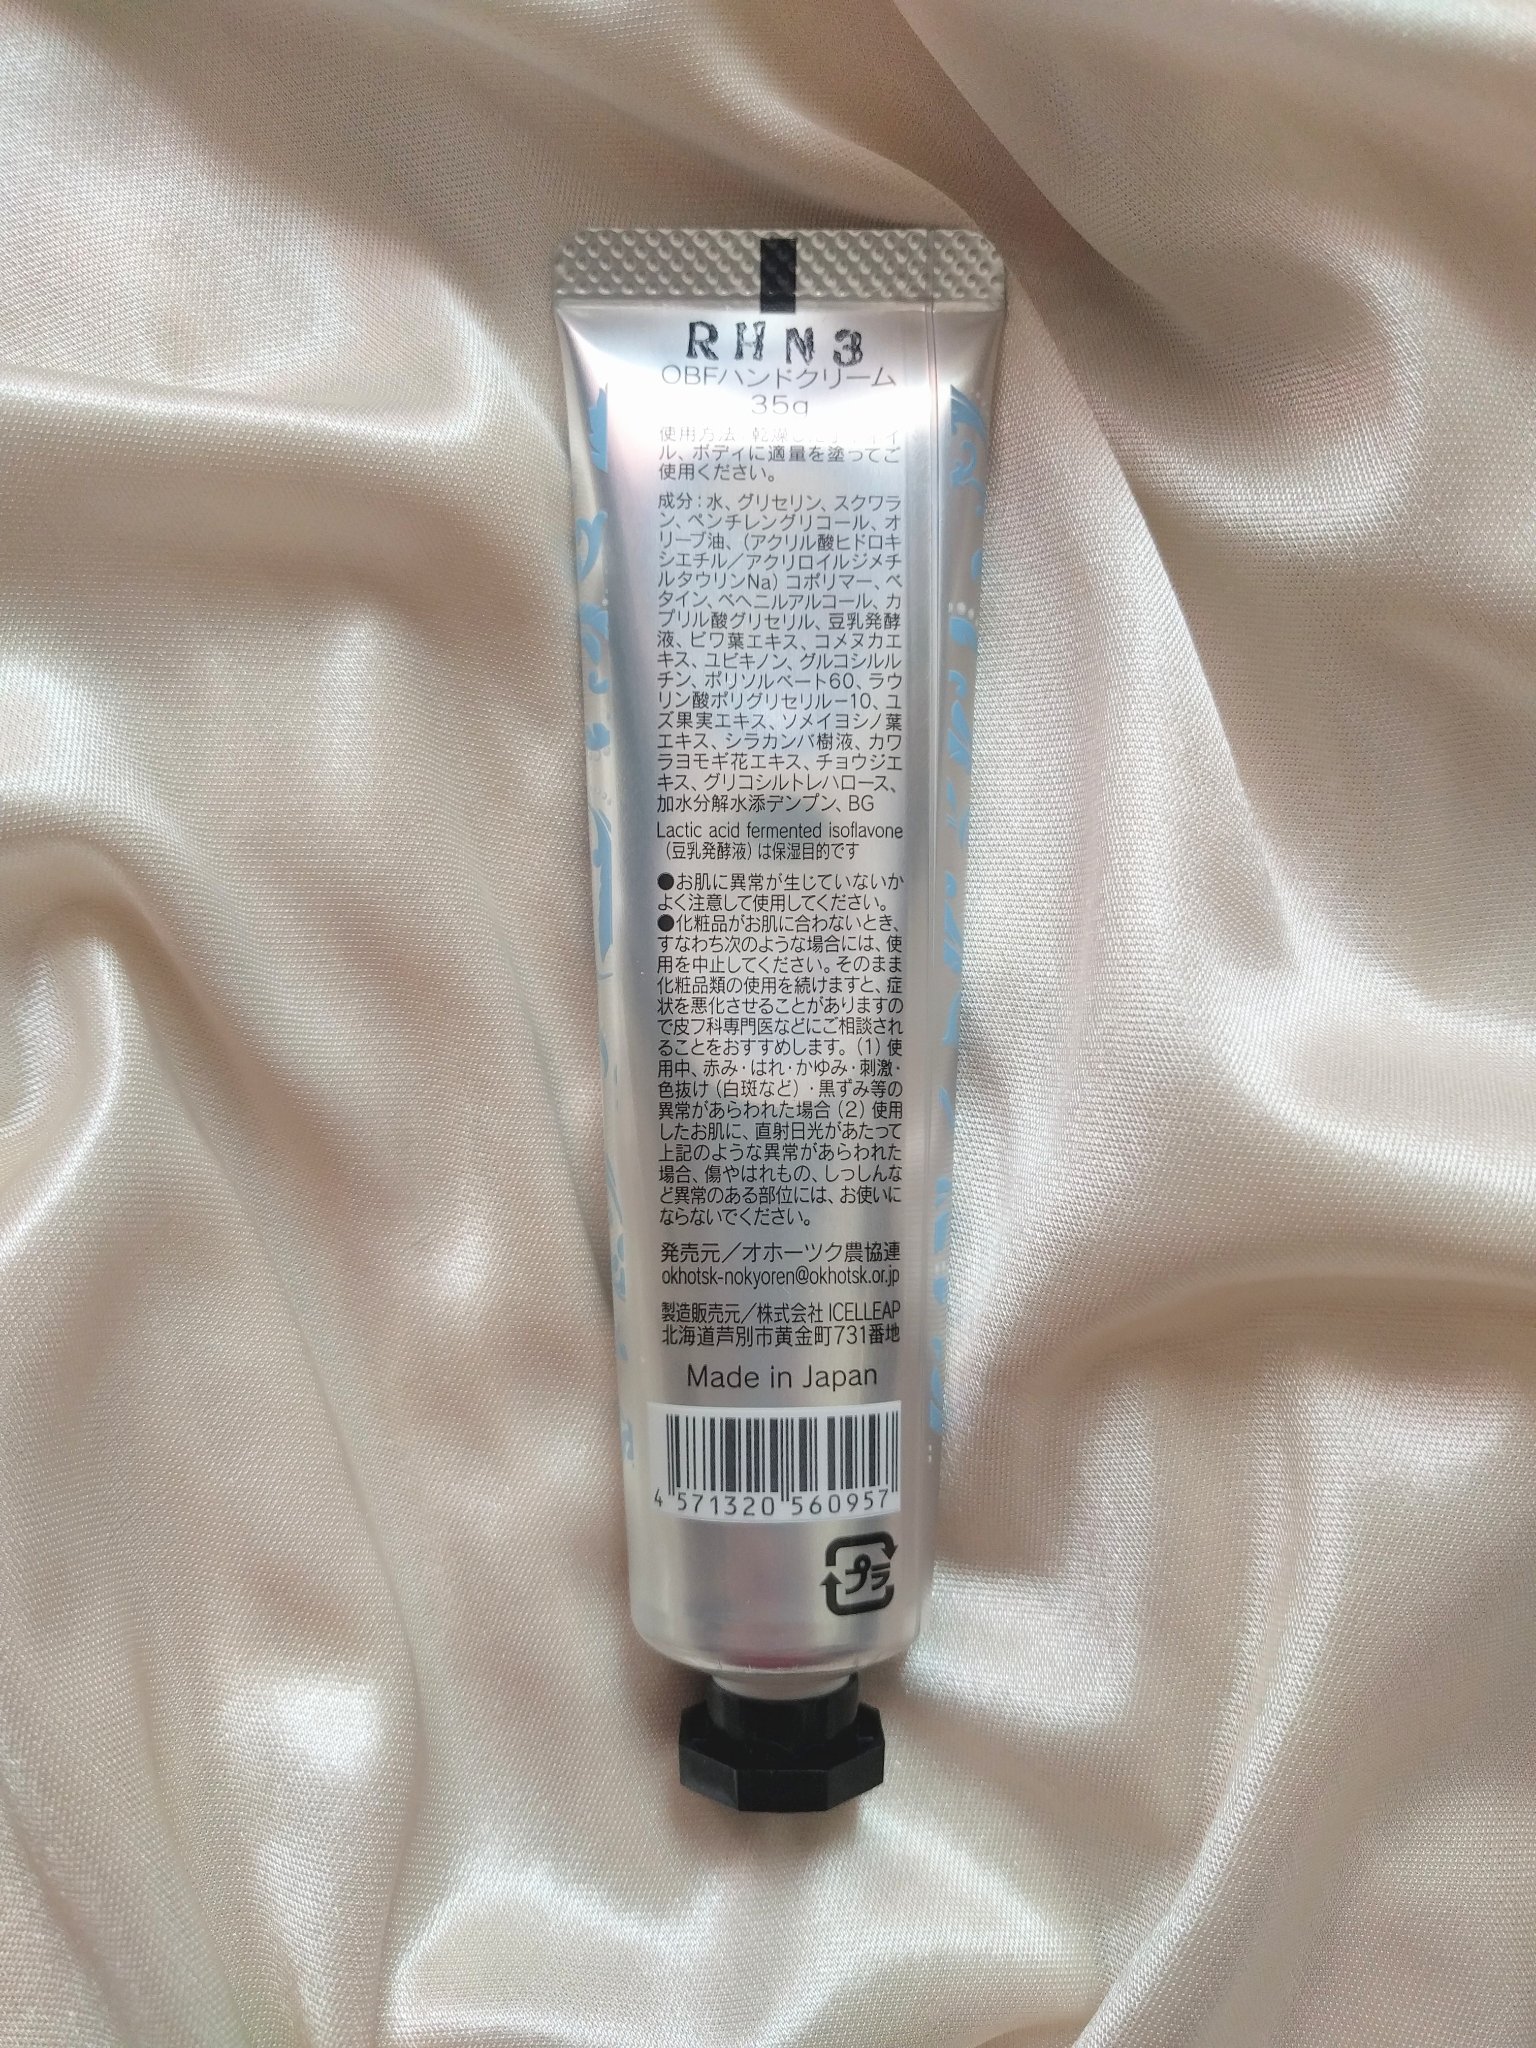 RHN3
OBFハンドクリーム
35g
使用方法:乾燥した手、ネイ
ル、ボディに適量を塗ってご
使用ください。
成分:水、グリセリン、スクワラ
ン、ペンチレングリコール、オ
リーブ油、(アクリル酸ヒドロキ
シエチル／アクリロイルジメチ
ルタウリンNa)コポリマー、ベ
タイン、ベヘニルアルコール、カ
プリル酸グリセリル、豆乳発酵
液、ビワ葉エキス、コメヌカエ
キス、ユビキノン、グルコシルル
チン、ポリソルベート60、ラウ
リン酸ポリグリセリル－10、ユ
ズ果実エキス、ソメイヨシノ葉
エキス、シラカンバ樹液、カワ
ラヨモギ花エキス、チョウジエ
キス、グリコシルトレハロース、
加水分解水添デンプン、BG
Lactic acid fermented isoflavone
(豆乳発酵液)は保湿目的です
●お肌に異常が生じていないか
よく注意して使用してください。
●化粧品がお肌に合わないとき、
すなわち次のような場合には、使
用を中止してください。そのまま
化粧品類の使用を続けますと、症
状を悪化させることがありますの
で皮フ科専門医などにご相談され
ることをおすすめします。(1)使
用中、赤み・はれ・かゆみ・刺激・
色抜け(白斑など)・黒ずみ等の
異常があらわれた場合(2)使用
したお肌に、直射日光があたって
上記のような異常があらわれた
場合、傷やはれもの、しっしんな
ど異常のある部位には、お使いに
ならないでください。
発売元／オホーツク農協連
okhotsk-nokyoren@okhotsk.or.jp
製造販売元／株式会社 ICELLEAP
北海道芦別市黄金町731番地
Made in Japan
4 571320 560957
プラ